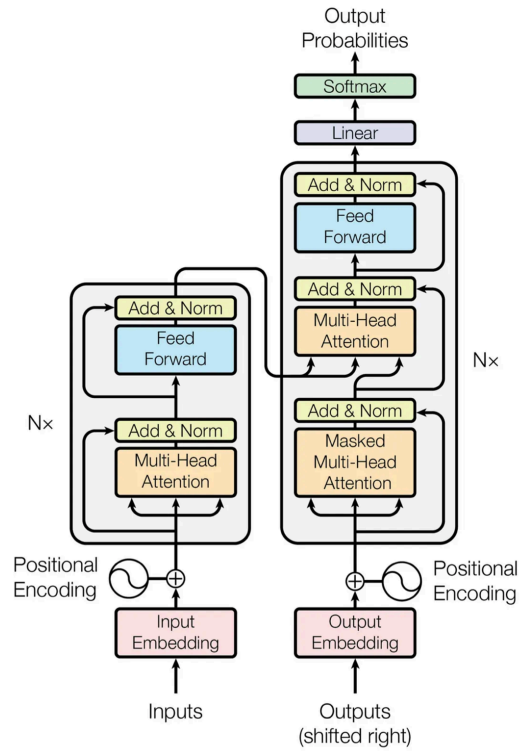 Output
Probabilities
Softmax
Linear
Add & Norm
Feed
Forward
Add & Norm
Multi-Head
Attention
Add & Norm
Masked
Multi-Head
Attention
N×
Add & Norm
Feed
Forward
Add & Norm
Multi-Head
Attention
N×
Positional
Encoding
Positional
Encoding
Input
Embedding
Output
Embedding
Inputs
Outputs
(shifted right)